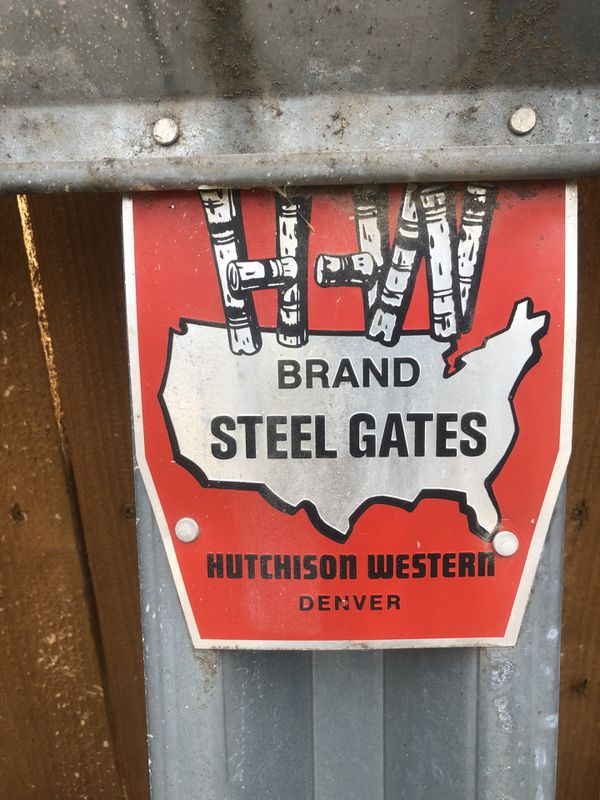 H-W
BRAND
STEEL GATES
HUTCHISON WESTERN
DENVER